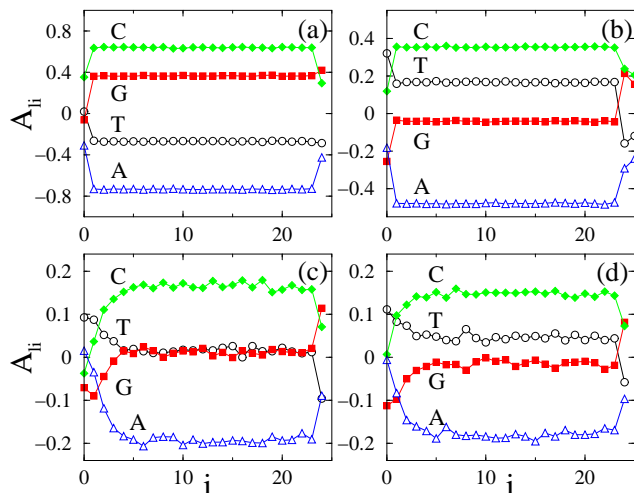 (a) (b)
0.8 0.4
C C
0.4 0.2
T
G
A_li 0 A_li 0
T G
−0.4 −0.2
A A
−0.8 −0.4
0 10 20 0 10 20
(c) (d)
0.2 0.2
C C
0.1 0.1
T T
A_li 0 0
G G
−0.1 −0.1
A A
−0.2 −0.2
0 10 20 0 10 20
i i